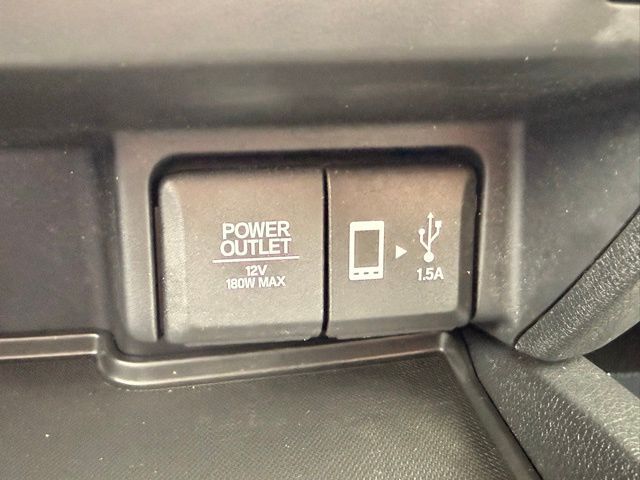 POWER
OUTLET
12V
180W MAX
1.5A